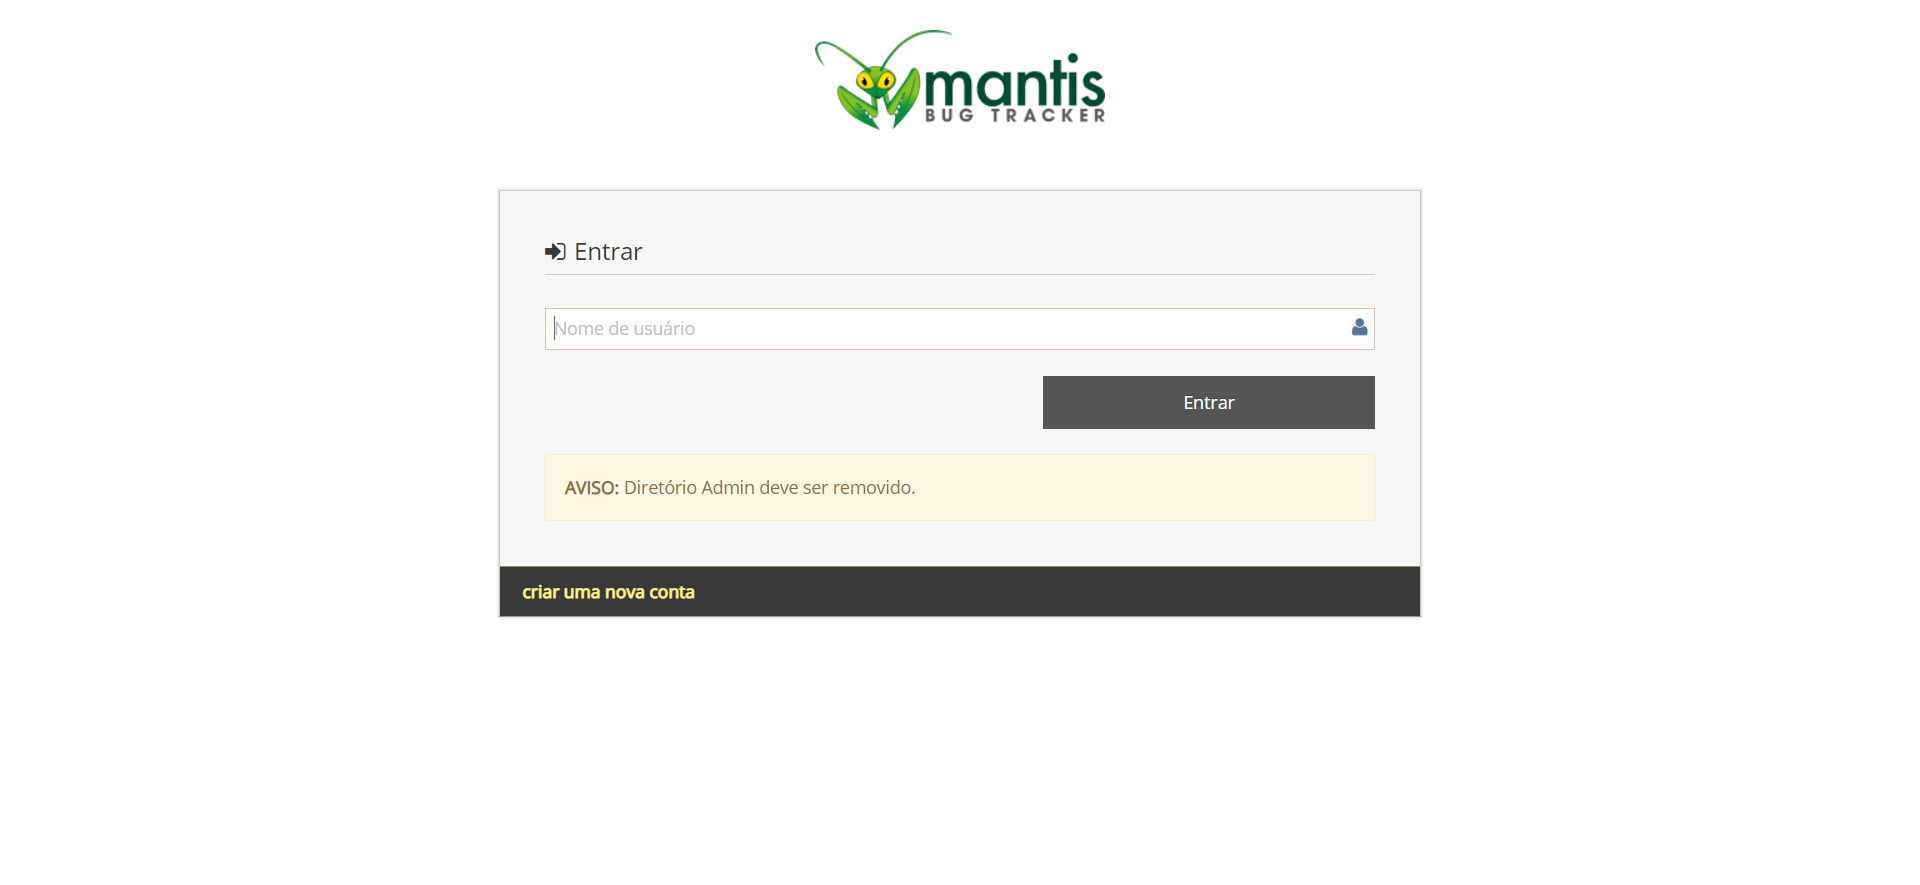 mantis
BUG TRACKER
Entrar
Nome de usuário
Entrar
AVISO: Diretório Admin deve ser removido.
criar uma nova conta